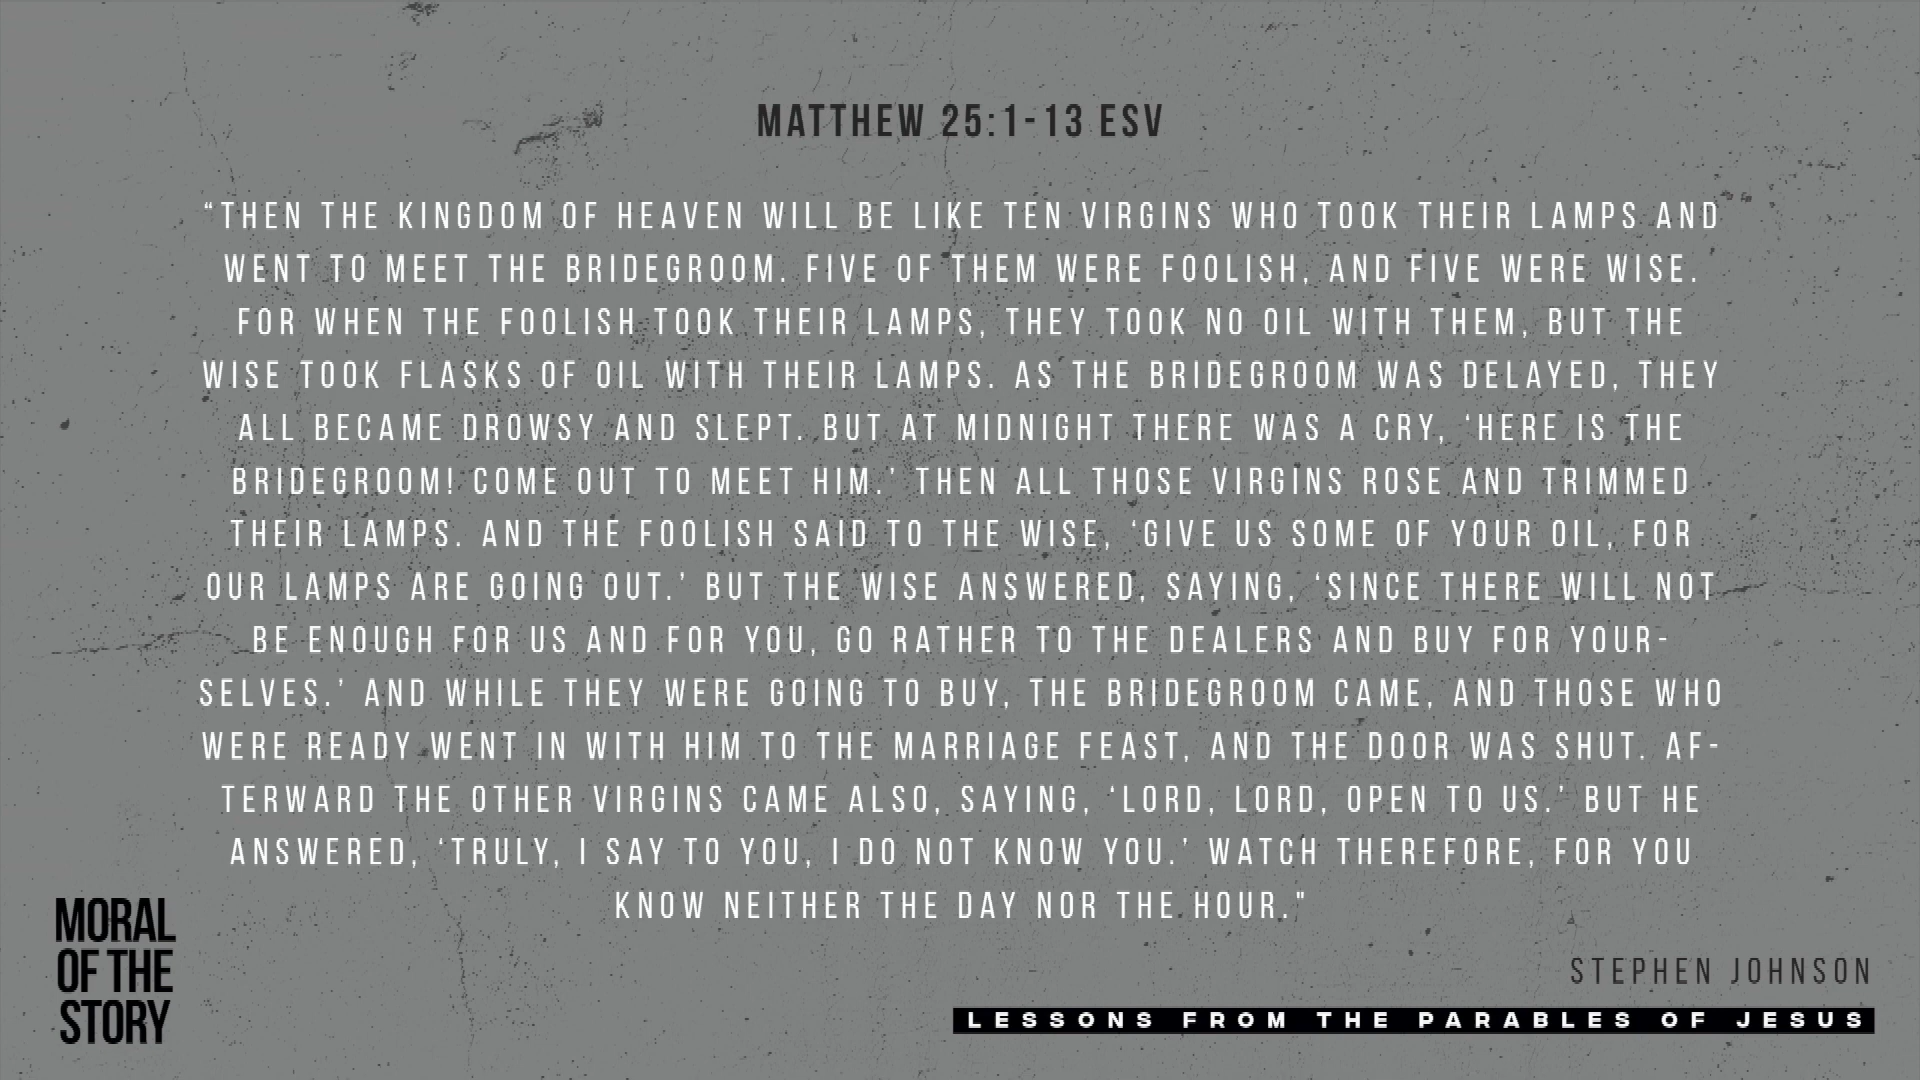 MATTHEW 25:1-13 ESV
“THEN THE KINGDOM OF HEAVEN WILL BE LIKE TEN VIRGINS WHO TOOK THEIR LAMPS AND
WENT TO MEET THE BRIDEGROOM. FIVE OF THEM WERE FOOLISH, AND FIVE WERE WISE.
FOR WHEN THE FOOLISH TOOK THEIR LAMPS, THEY TOOK NO OIL WITH THEM, BUT THE
WISE TOOK FLASKS OF OIL WITH THEIR LAMPS. AS THE BRIDEGROOM WAS DELAYED, THEY
ALL BECAME DROWSY AND SLEPT. BUT AT MIDNIGHT THERE WAS A CRY, ‘HERE IS THE
BRIDEGROOM! COME OUT TO MEET HIM.’ THEN ALL THOSE VIRGINS ROSE AND TRIMMED
THEIR LAMPS. AND THE FOOLISH SAID TO THE WISE, ‘GIVE US SOME OF YOUR OIL, FOR
OUR LAMPS ARE GOING OUT.’ BUT THE WISE ANSWERED, SAYING, ‘SINCE THERE WILL NOT
BE ENOUGH FOR US AND FOR YOU, GO RATHER TO THE DEALERS AND BUY FOR YOUR-
SELVES.’ AND WHILE THEY WERE GOING TO BUY, THE BRIDEGROOM CAME, AND THOSE WHO
WERE READY WENT IN WITH HIM TO THE MARRIAGE FEAST, AND THE DOOR WAS SHUT. AF-
TERWARD THE OTHER VIRGINS CAME ALSO, SAYING, ‘LORD, LORD, OPEN TO US.’ BUT HE
ANSWERED, ‘TRULY, I SAY TO YOU, I DO NOT KNOW YOU.’ WATCH THEREFORE, FOR YOU
KNOW NEITHER THE DAY NOR THE HOUR."
MORAL
OF THE
STORY
STEPHEN JOHNSON
LESSONS FROM THE PARABLES OF JESUS